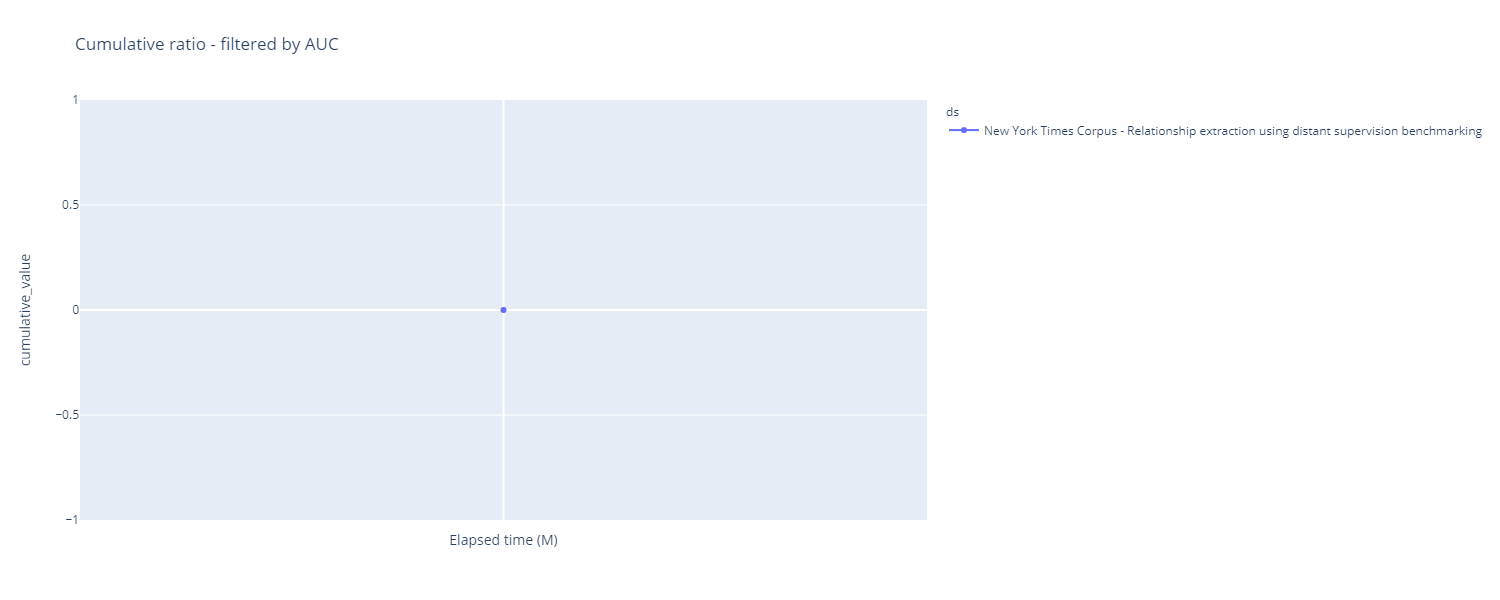 Cumulative ratio - filtered by AUC
ds
New York Times Corpus - Relationship extraction using distant supervision benchmarking
1
0.5
0
−0.5
−1
cumulative_value
Elapsed time (M)